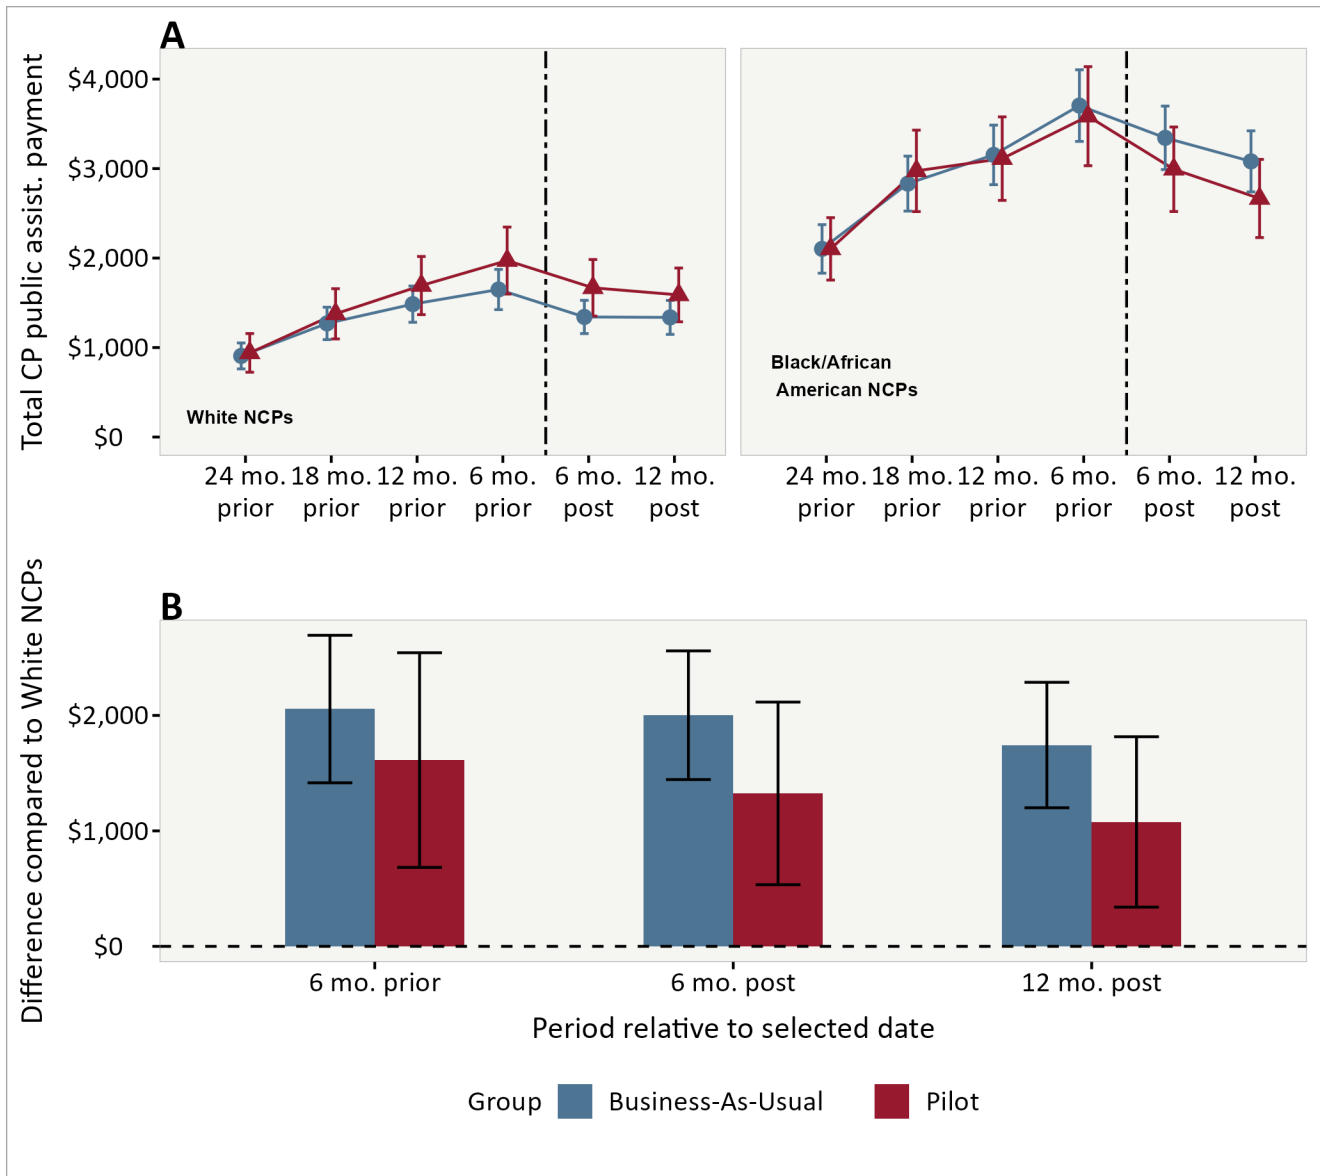 A
Total CP public assist. payment
$4,000
$3,000
$2,000
$1,000
$0
White NCPs
Black/African
American NCPs
24 mo. 18 mo. 12 mo. 6 mo. 6 mo. 12 mo.
prior prior prior prior post post
24 mo. 18 mo. 12 mo. 6 mo. 6 mo. 12 mo.
prior prior prior prior post post
B
Difference compared to White NCPs
$2,000
$1,000
$0
6 mo. prior 6 mo. post 12 mo. post
Period relative to selected date
Group Business-As-Usual Pilot